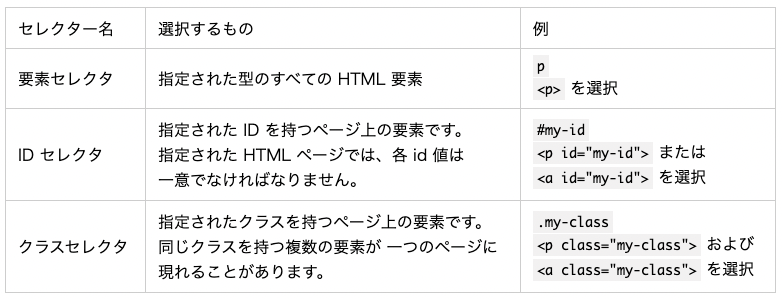 セレクター名 選択するもの 例
要素セレクタ 指定された型のすべての HTML 要素
p
<p> を選択
ID セレクタ
指定された ID を持つページ上の要素です。
指定された HTML ページでは、各 id 値は
一意でなければなりません。
#my-id
<p id="my-id"> または
<a id="my-id"> を選択
クラスセレクタ
指定されたクラスを持つページ上の要素です。
同じクラスを持つ複数の要素が 一つのページに
現れることがあります。
.my-class
<p class="my-class"> および
<a class="my-class"> を選択